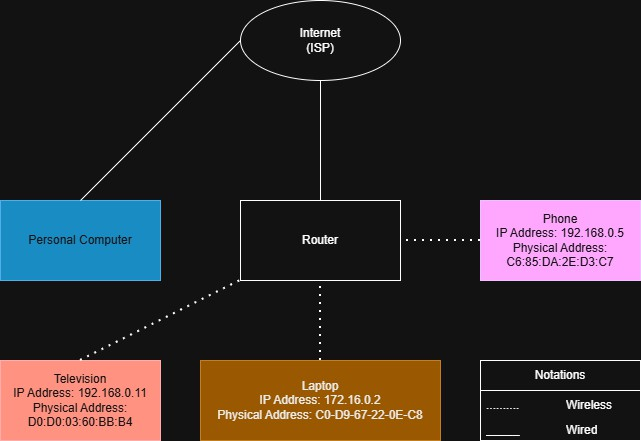 Internet
(ISP)
Personal Computer
Router
Phone
IP Address: 192.168.0.5
Physical Address:
C6:85:DA:2E:D3:C7
Television
IP Address: 192.168.0.11
Physical Address:
D0:D0:03:60:BB:B4
Laptop
IP Address: 172.16.0.2
Physical Address: C0-D9-67-22-0E-C8
Notations
Wireless
Wired